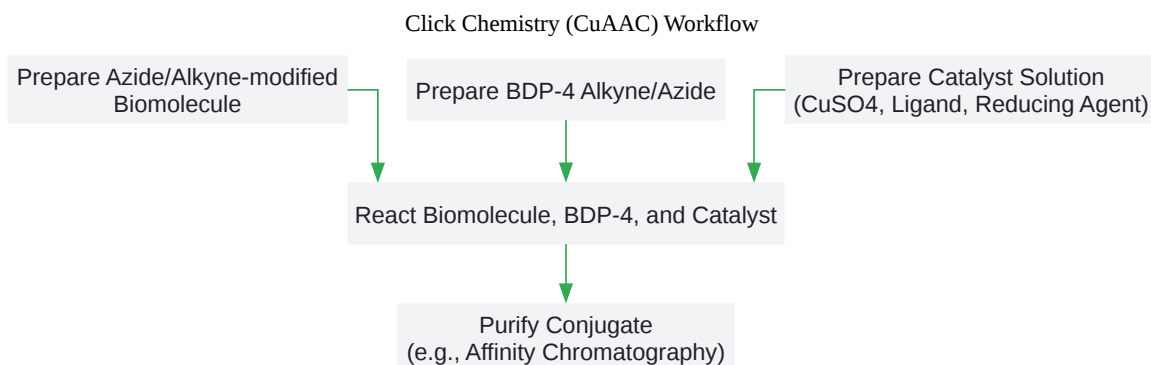 Click Chemistry (CuAAC) Workflow
Prepare Azide/Alkyne-modified
Biomolecule
Prepare BDP-4 Alkyne/Azide
Prepare Catalyst Solution
(CuSO4, Ligand, Reducing Agent)
React Biomolecule, BDP-4, and Catalyst
Purify Conjugate
(e.g., Affinity Chromatography)